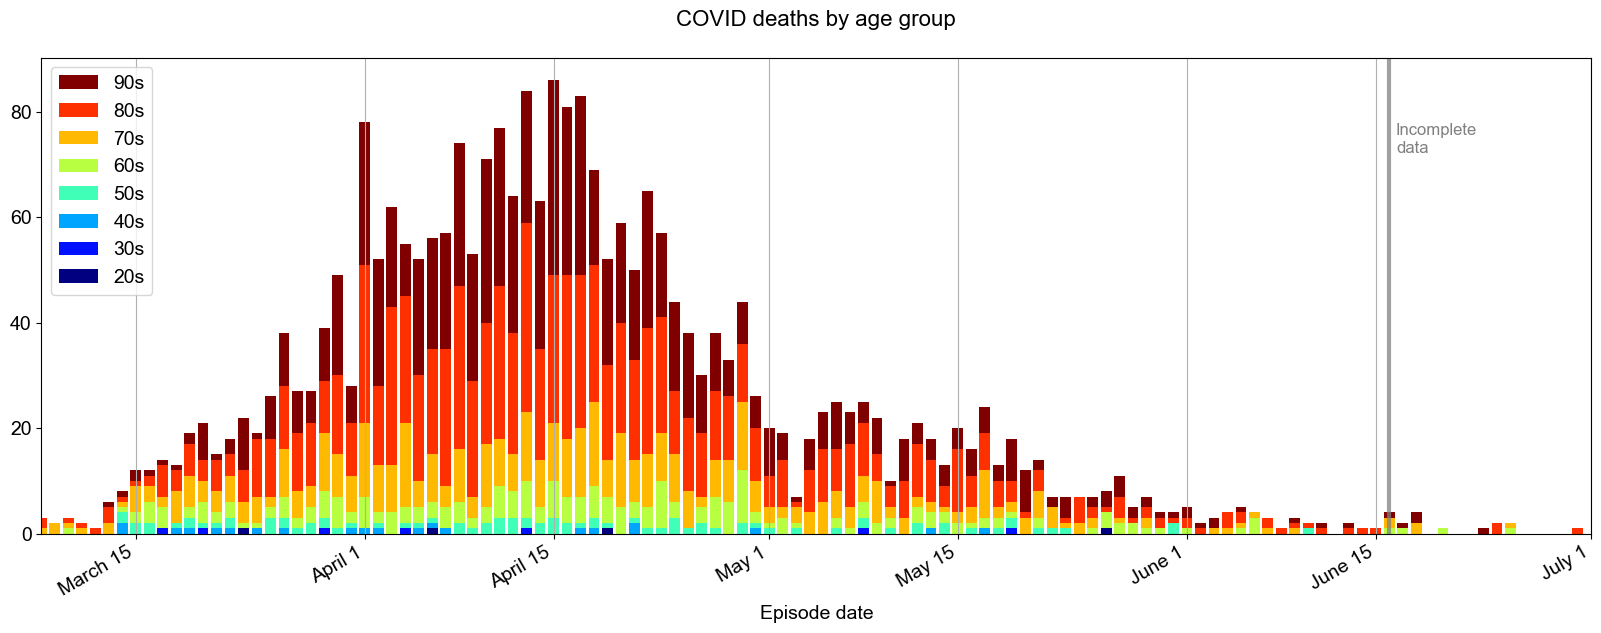 COVID deaths by age group
90s
80s
70s
60s
50s
40s
30s
20s
Incomplete
data
80
60
40
20
0
March 15
April 1
April 15
May 1
May 15
June 1
June 15
July 1
Episode date